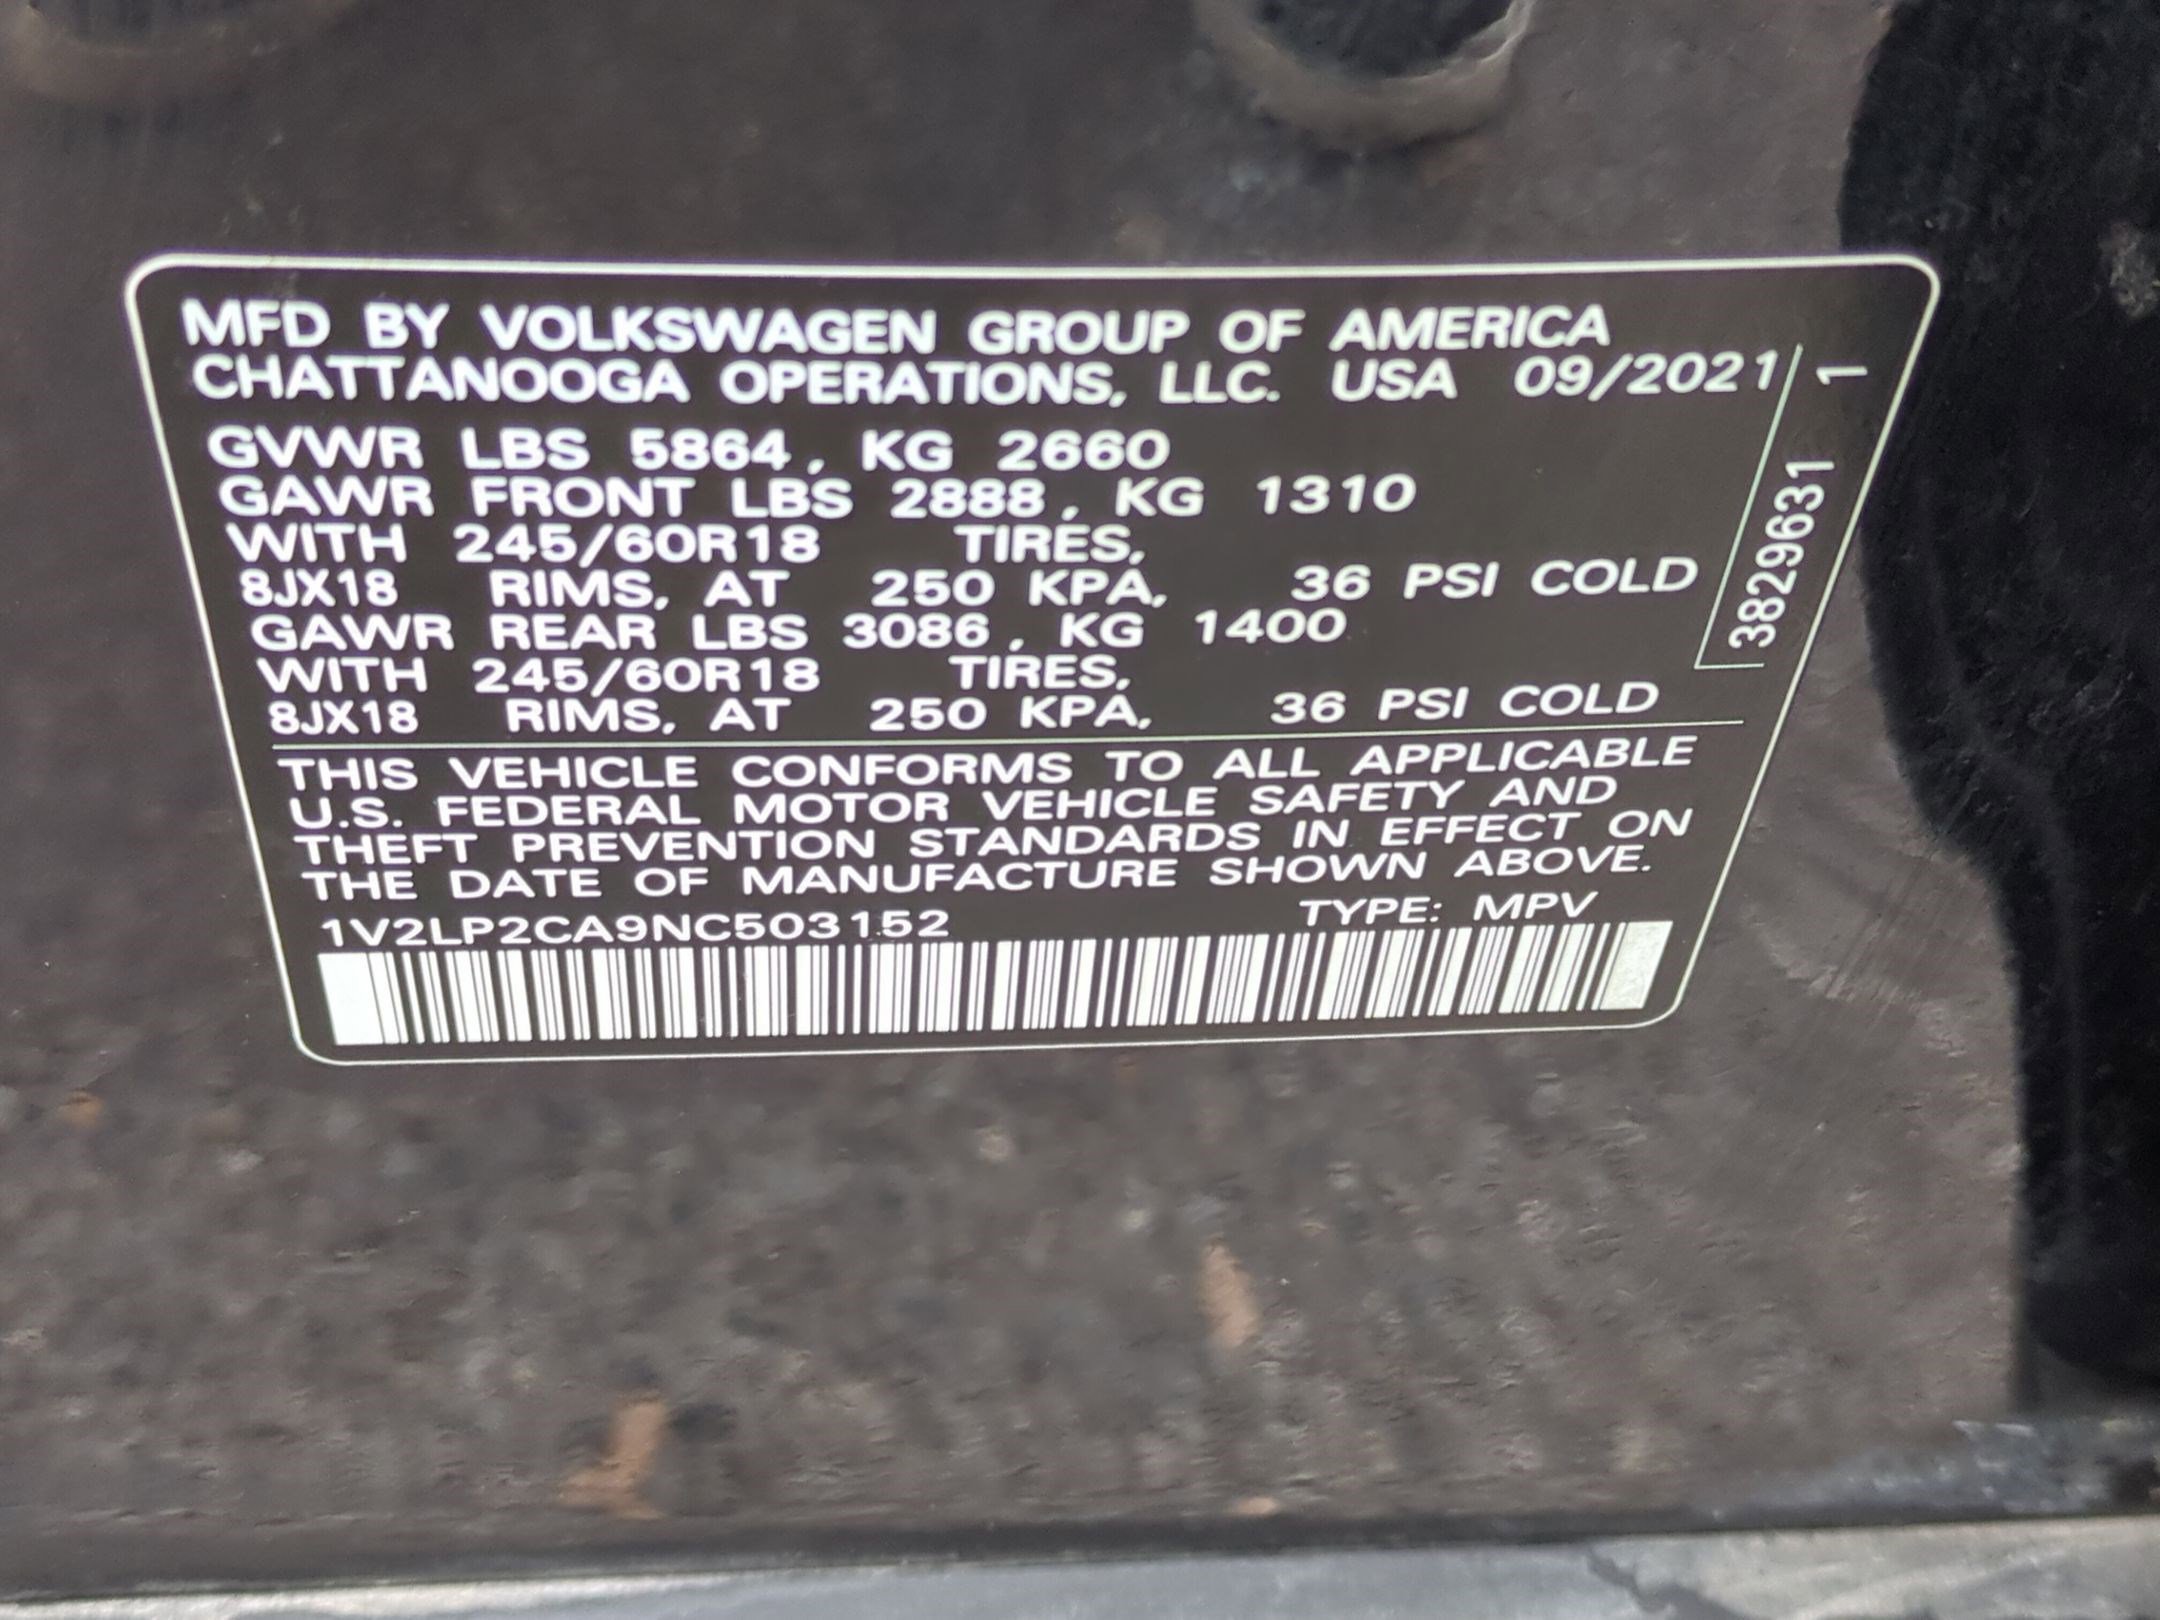 MFD BY VOLKSWAGEN GROUP OF AMERICA
CHATTANOOGA OPERATIONS, LLC. USA 09/2021
GVWR LBS 5864, KG 2660
GAWR FRONT LBS 2888, KG 1310
WITH 245/60R18 TIRES,
8JX18 RIMS, AT 250 KPA, 36 PSI COLD
GAWR REAR LBS 3086, KG 1400
WITH 245/60R18 TIRES,
8JX18 RIMS, AT 250 KPA, 36 PSI COLD
THIS VEHICLE CONFORMS TO ALL APPLICABLE
U.S. FEDERAL MOTOR VEHICLE SAFETY AND
THEFT PREVENTION STANDARDS IN EFFECT ON
THE DATE OF MANUFACTURE SHOWN ABOVE.
1V2LP2CA9NC503152 TYPE: MPV
3829631 1